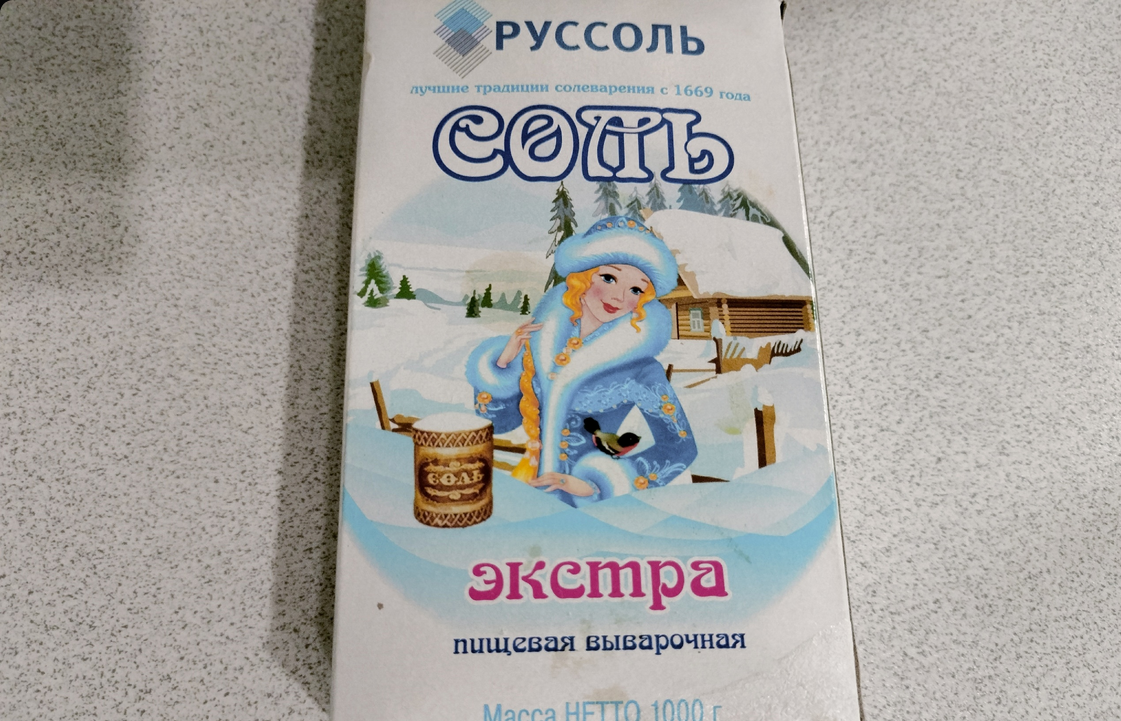 РУССОЛЬ
лучшие традиции солеварения с 1669 года
СОЛЬ
СОЛЬ
экстра
пищевая выварочная
Масса НЕТТО 1000 г